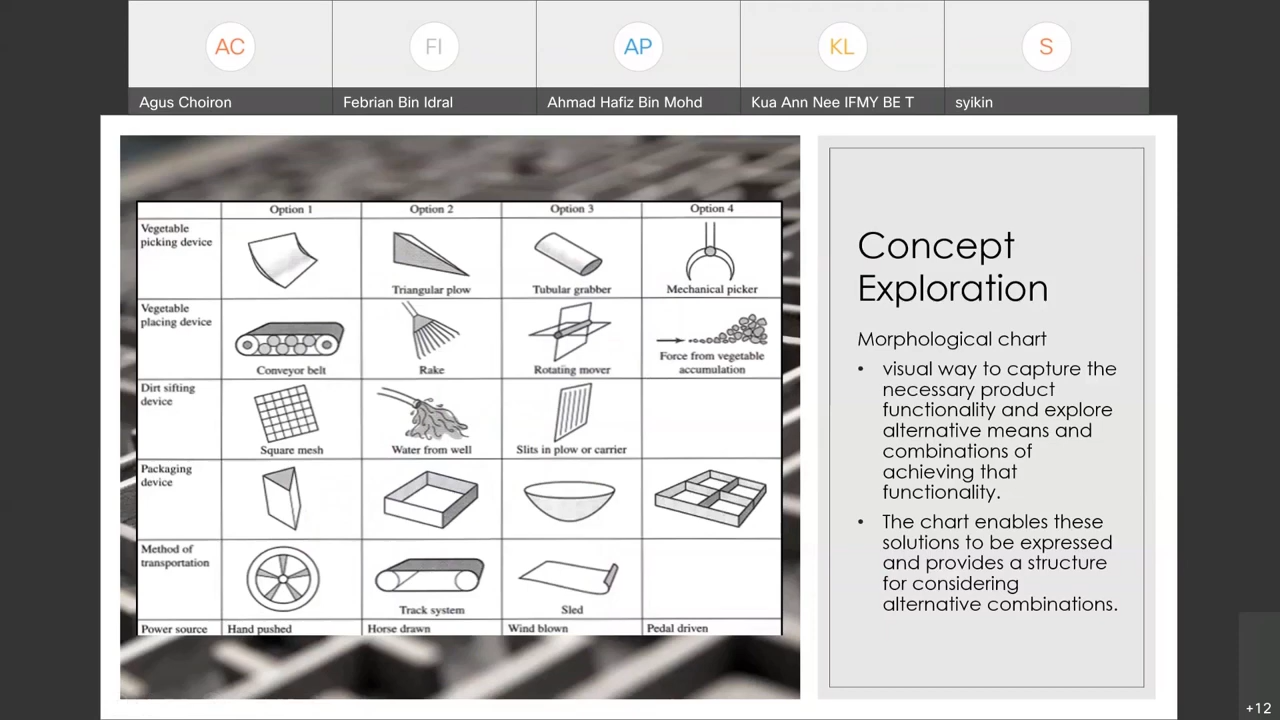 AC
FI
AP
KL
S
Agus Choiron
Febrian Bin Idral
Ahmad Hafiz Bin Mohd
Kua Ann Nee IFMY BE T
syikin
Option 1
Option 2
Option 3
Option 4
Vegetable
picking device
Triangular plow
Tubular grabber
Mechanical picker
Vegetable
placing device
Conveyor belt
Rake
Rotating mover
Force from vegetable
accumulation
Dirt sifting
device
Square mesh
Water from well
Slits in plow or carrier
Packaging
device
Method of
transportation
Track system
Sled
Power source
Hand pushed
Horse drawn
Wind blown
Pedal driven
Concept
Exploration
Morphological chart
• visual way to capture the
necessary product
functionality and explore
alternative means and
combinations of
achieving that
functionality.
• The chart enables these
solutions to be expressed
and provides a structure
for considering
alternative combinations.
+12